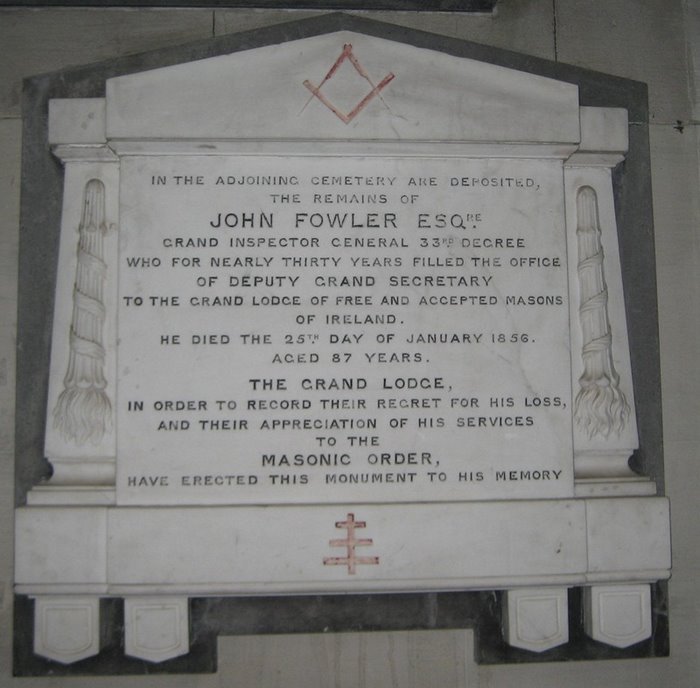 IN THE ADJOINING CEMETERY ARE DEPOSITED,
THE REMAINS OF
JOHN FOWLER ESQRE.
GRAND INSPECTOR GENERAL 33RD DEGREE
WHO FOR NEARLY THIRTY YEARS FILLED THE OFFICE
OF DEPUTY GRAND SECRETARY
TO THE GRAND LODGE OF FREE AND ACCEPTED MASONS
OF IRELAND.
HE DIED THE 25TH DAY OF JANUARY 1856.
AGED 87 YEARS.
THE GRAND LODGE,
IN ORDER TO RECORD THEIR REGRET FOR HIS LOSS,
AND THEIR APPRECIATION OF HIS SERVICES
TO THE
MASONIC ORDER,
HAVE ERECTED THIS MONUMENT TO HIS MEMORY